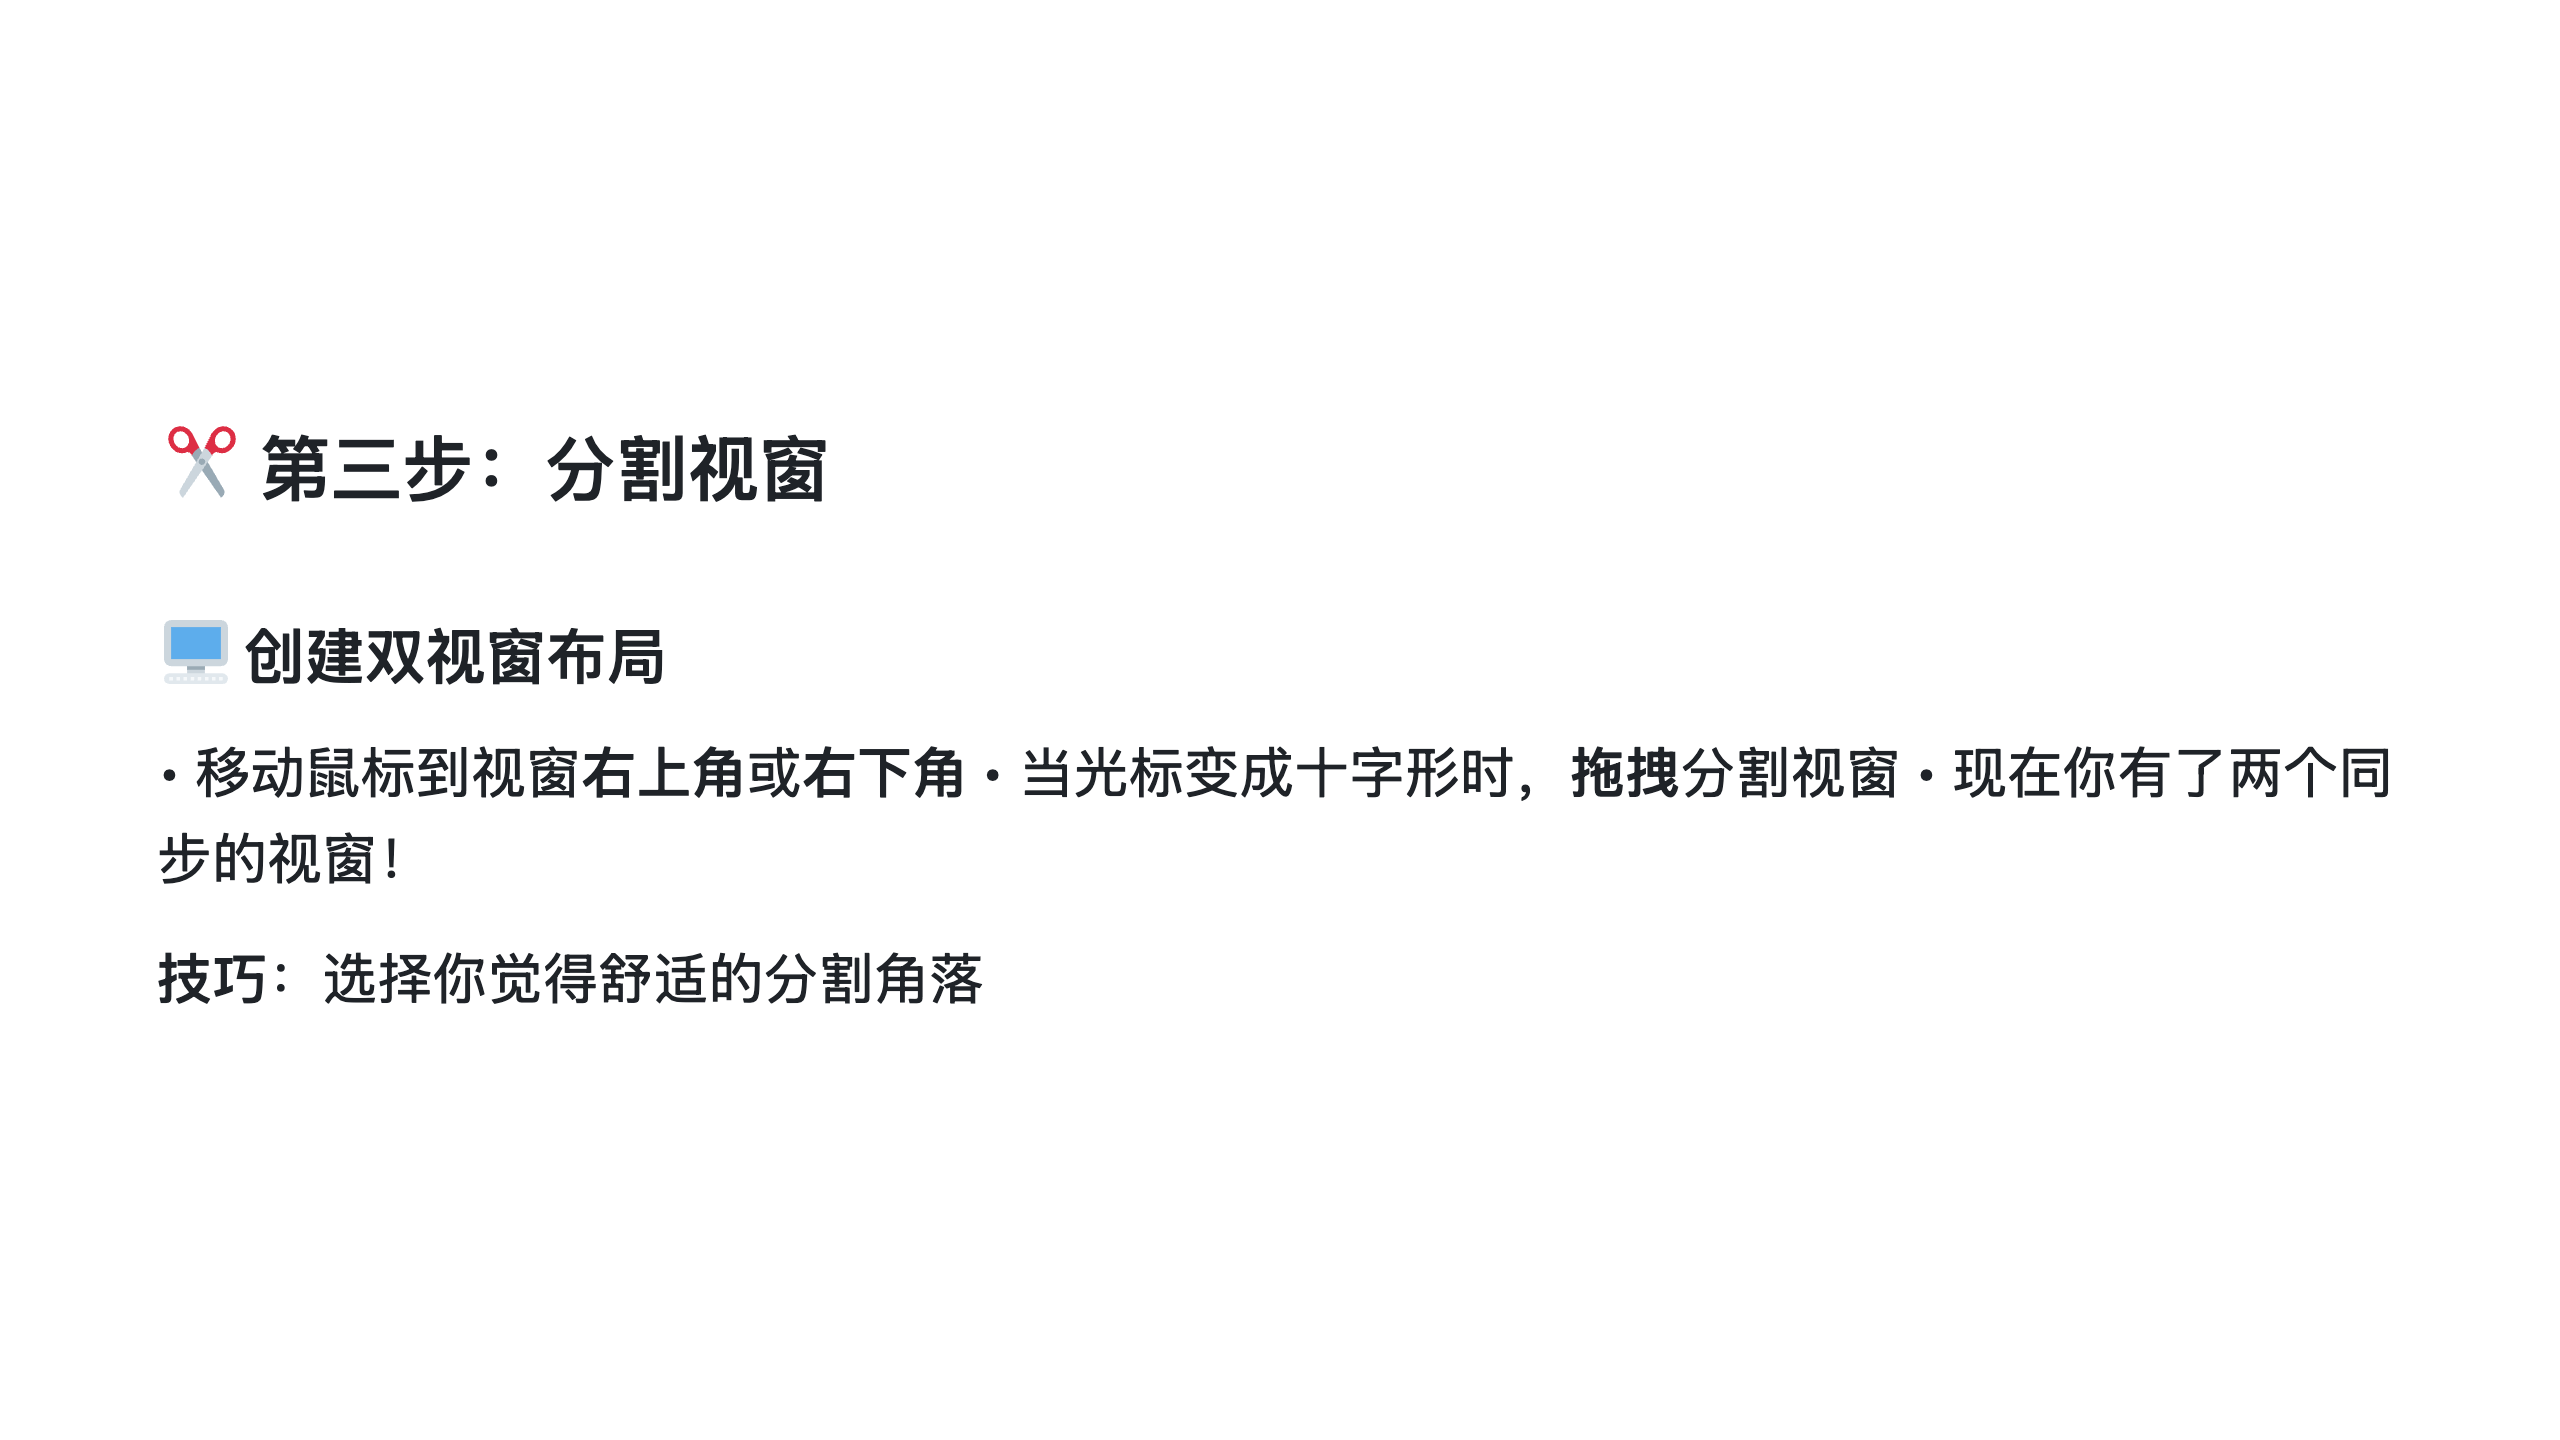 ✂️ 第三步：分割视窗
🖥️ 创建双视窗布局
• 移动鼠标到视窗右上角或右下角 • 当光标变成十字形时，拖拽分割视窗 • 现在你有了两个同
步的视窗！
技巧：选择你觉得舒适的分割角落